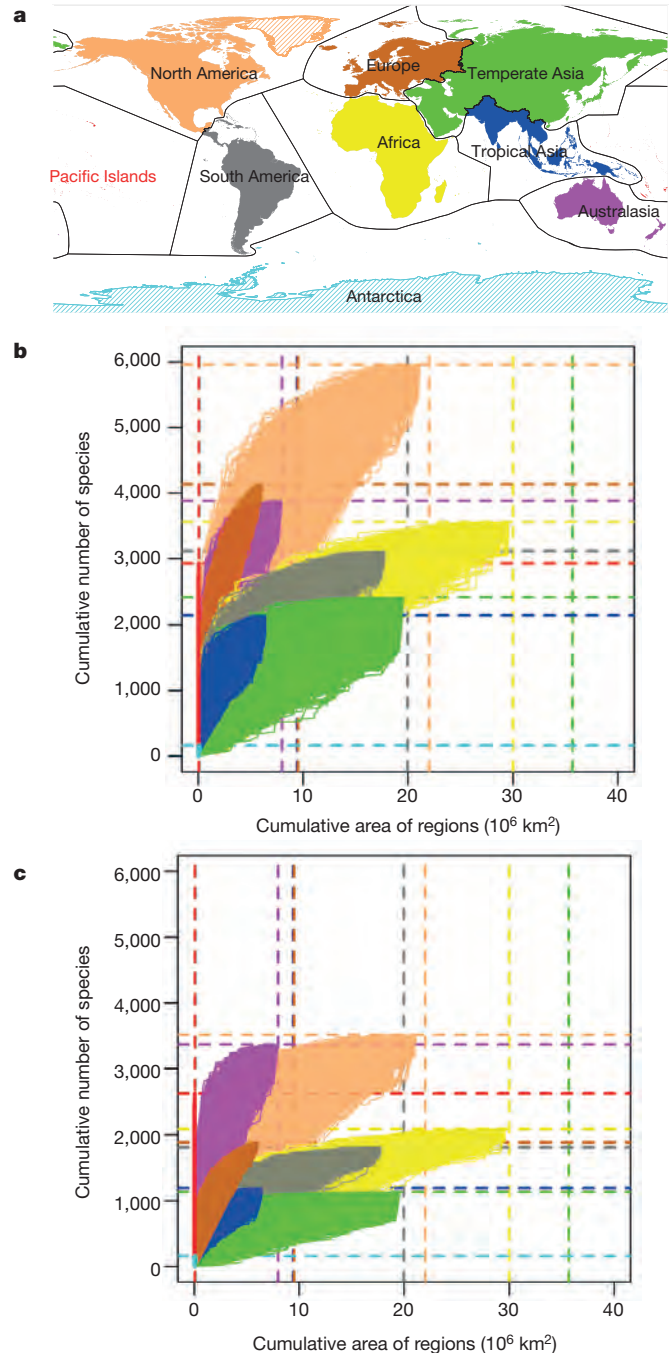 a
North America
Europe
Temperate Asia
Africa
Tropical Asia
Pacific Islands
South America
Australasia
Antarctica
b
6,000
5,000
4,000
3,000
2,000
1,000
0
Cumulative number of species
0 10 20 30 40
Cumulative area of regions (10⁶ km²)
c
6,000
5,000
4,000
3,000
2,000
1,000
0
Cumulative number of species
0 10 20 30 40
Cumulative area of regions (10⁶ km²)